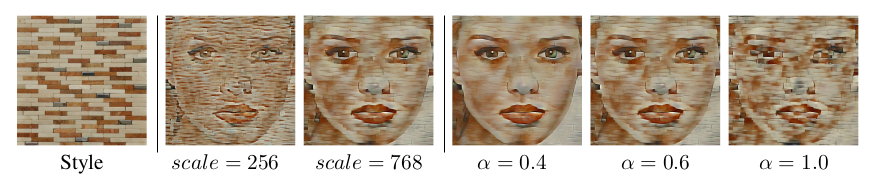 Style scale = 256 scale = 768 α = 0.4 α = 0.6 α = 1.0